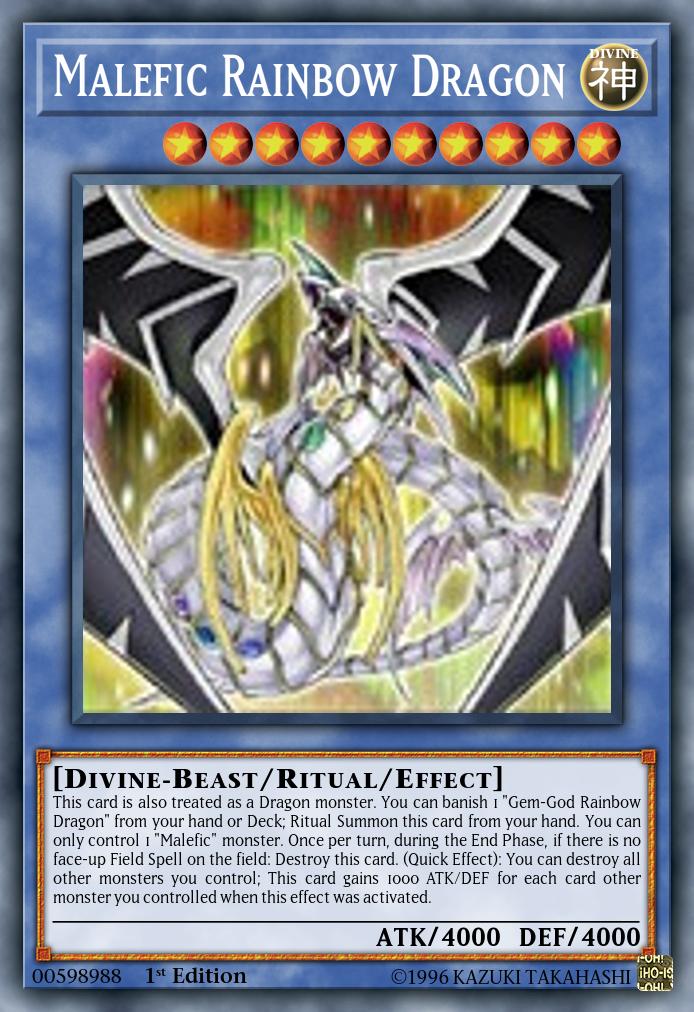 Malefic Rainbow Dragon
DIVINE
神
[Divine-Beast/Ritual/Effect]
This card is also treated as a Dragon monster. You can banish 1 "Gem-God Rainbow
Dragon" from your hand or Deck; Ritual Summon this card from your hand. You can
only control 1 "Malefic" monster. Once per turn, during the End Phase, if there is no
face-up Field Spell on the field: Destroy this card. (Quick Effect): You can destroy all
other monsters you control; This card gains 1000 ATK/DEF for each card other
monster you controlled when this effect was activated.
ATK/4000 DEF/4000
00598988 1st Edition ©1996 KAZUKI TAKAHASHI